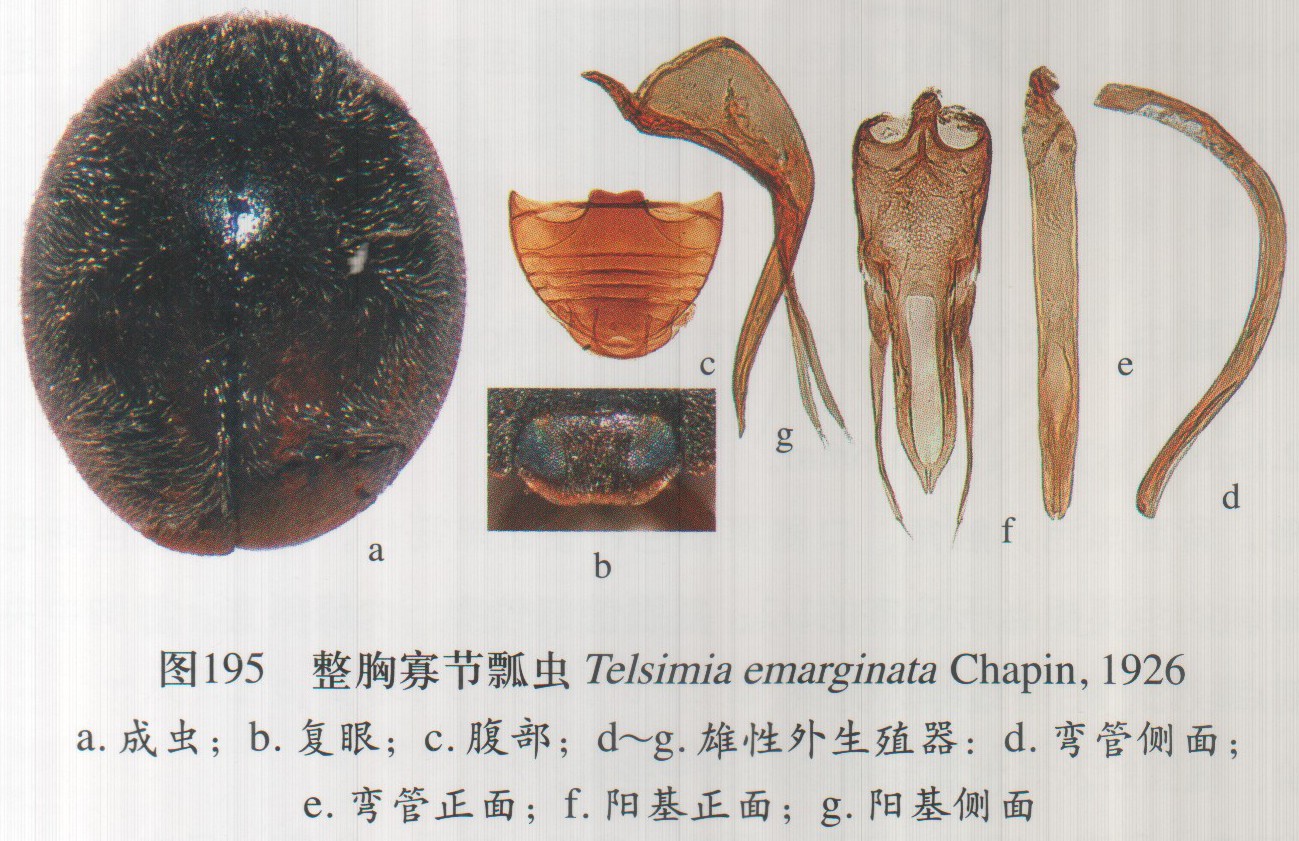 c
e
g
d
f
a
b
图195 整胸寡节瓢虫 Telsimia emarginata Chapin, 1926
a. 成虫; b. 复眼; c. 腹部; d~g. 雄性外生殖器: d. 弯管侧面;
e. 弯管正面; f. 阳基正面; g. 阳基侧面